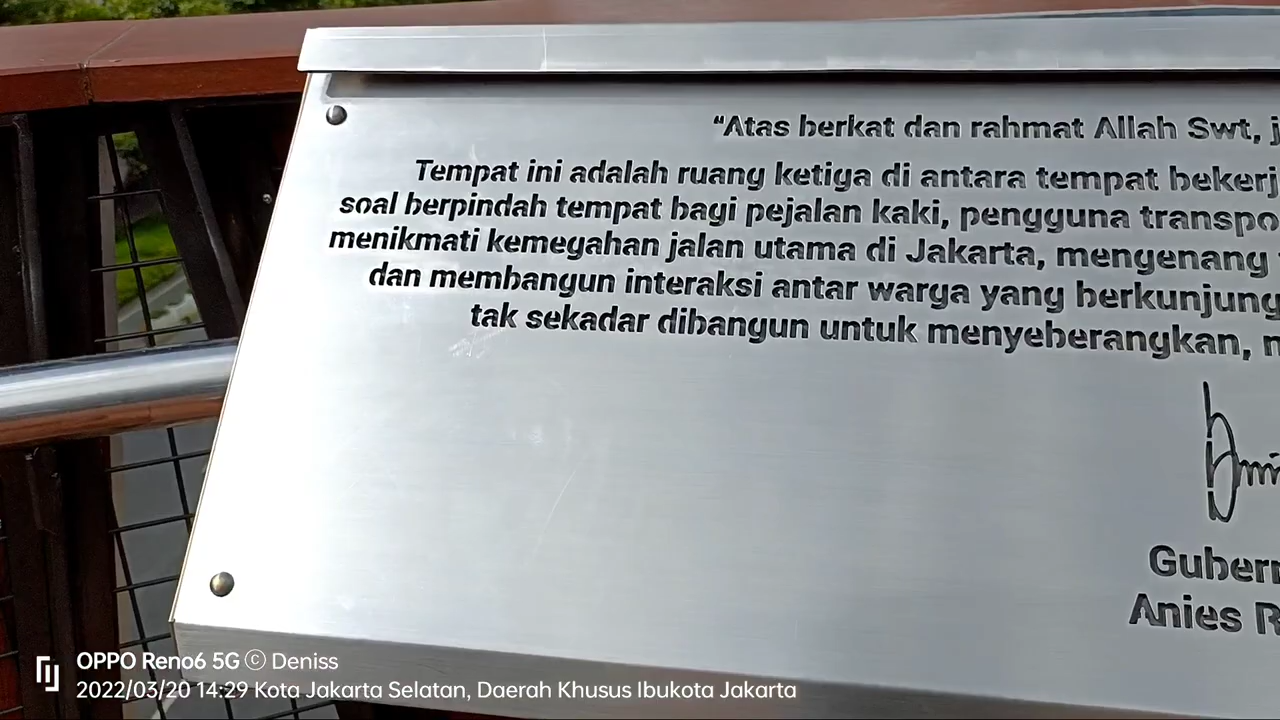 “Atas berkat dan rahmat Allah Swt, j
Tempat ini adalah ruang ketiga di antara tempat bekerj
soal berpindah tempat bagi pejalan kaki, pengguna transpo
menikmati kemegahan jalan utama di Jakarta, mengenang
dan membangun interaksi antar warga yang berkunjung
tak sekadar dibangun untuk menyeberangkan, m
Gubern
Anies R
OPPO Reno6 5G © Deniss
2022/03/20 14:29 Kota Jakarta Selatan, Daerah Khusus Ibukota Jakarta